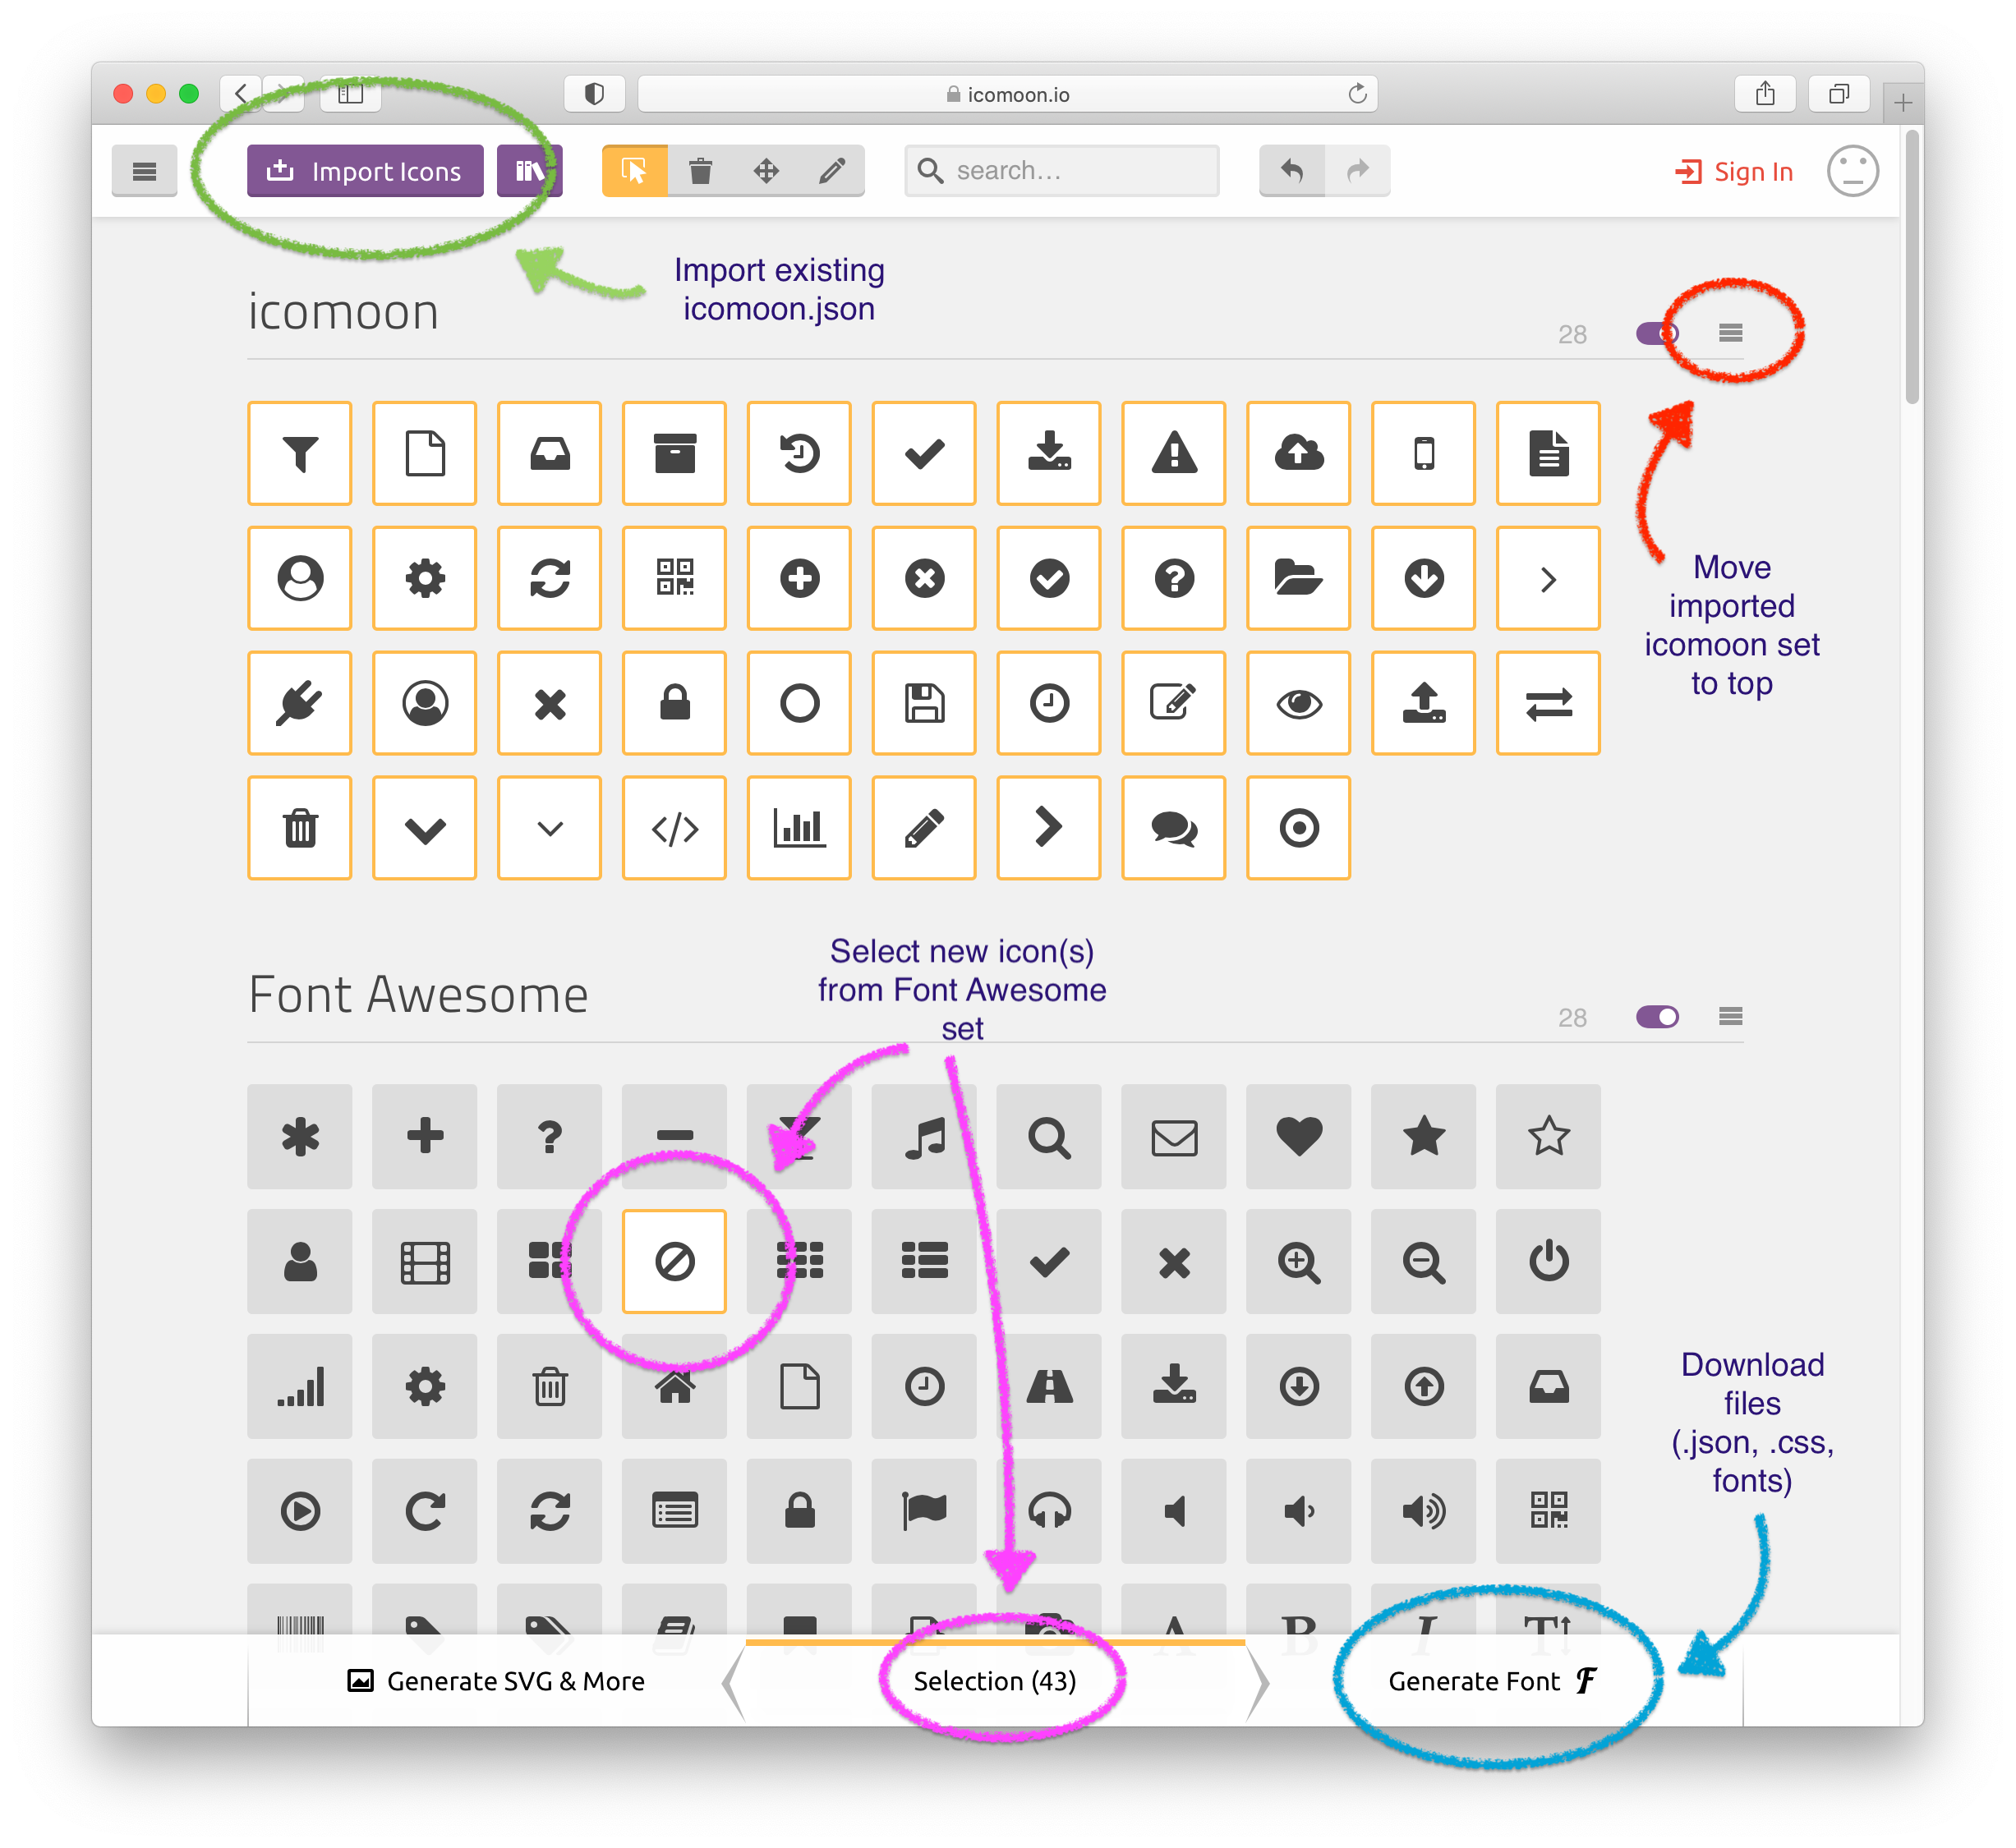 icomoon.io
Import Icons
search...
Sign In
Import existing
icomoon.json
icomoon
28
Move
imported
icomoon set
to top
Select new icon(s)
from Font Awesome
set
Font Awesome
28
Download
files
(.json, .css,
fonts)
A
B
I
T
Generate SVG & More
Selection (43)
Generate Font F